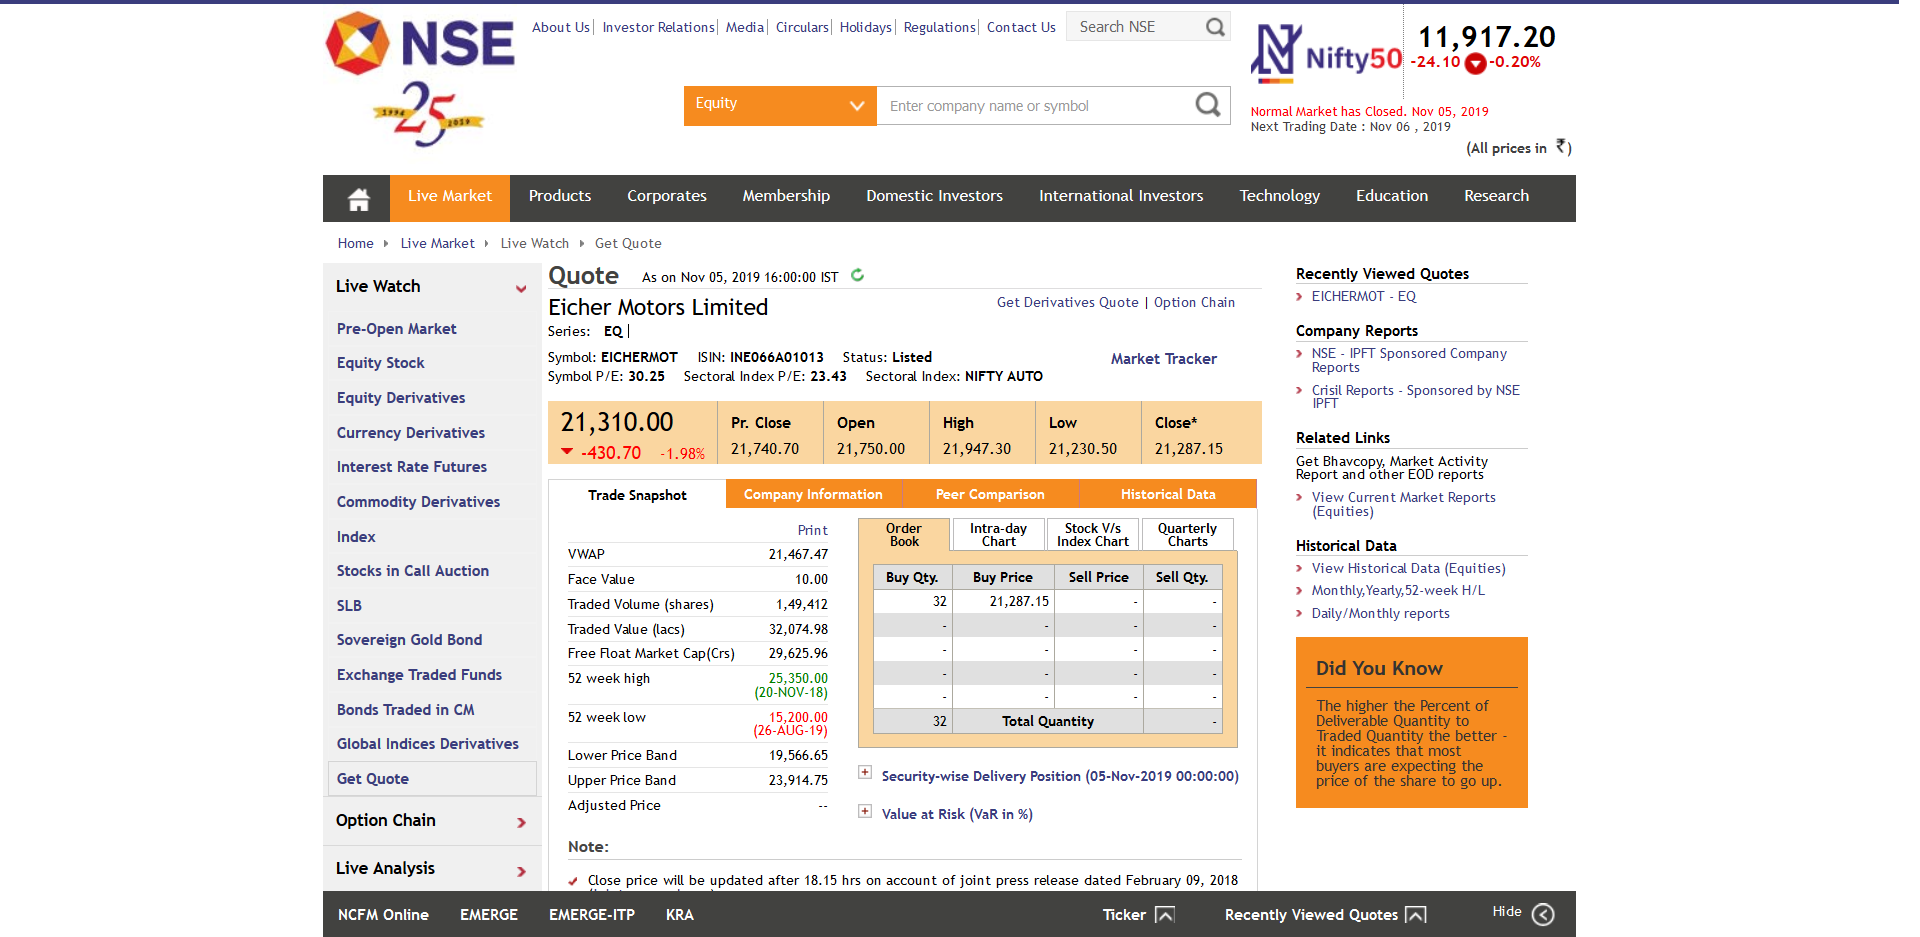 NSE
1994 25 2019
About Us
Investor Relations
Media
Circulars
Holidays
Regulations
Contact Us
Search NSE
Equity
Enter company name or symbol
Nifty50
11,917.20
-24.10 -0.20%
Normal Market has Closed. Nov 05, 2019
Next Trading Date : Nov 06 , 2019
(All prices in ₹)
Live Market
Products
Corporates
Membership
Domestic Investors
International Investors
Technology
Education
Research
Home Live Market Live Watch Get Quote
Live Watch
Pre-Open Market
Equity Stock
Equity Derivatives
Currency Derivatives
Interest Rate Futures
Commodity Derivatives
Index
Stocks in Call Auction
SLB
Sovereign Gold Bond
Exchange Traded Funds
Bonds Traded in CM
Global Indices Derivatives
Get Quote
Option Chain
Live Analysis
Quote As on Nov 05, 2019 16:00:00 IST
Eicher Motors Limited
Get Derivatives Quote | Option Chain
Series: EQ |
Symbol: EICHERMOT ISIN: INE066A01013 Status: Listed
Symbol P/E: 30.25 Sectoral Index P/E: 23.43 Sectoral Index: NIFTY AUTO
Market Tracker
21,310.00
-430.70 -1.98%
Pr. Close
21,740.70
Open
21,750.00
High
21,947.30
Low
21,230.50
Close*
21,287.15
Trade Snapshot
Company Information
Peer Comparison
Historical Data
Print
VWAP 21,467.47
Face Value 10.00
Traded Volume (shares) 1,49,412
Traded Value (lacs) 32,074.98
Free Float Market Cap(Crs) 29,625.96
52 week high 25,350.00
(20-NOV-18)
52 week low 15,200.00
(26-AUG-19)
Lower Price Band 19,566.65
Upper Price Band 23,914.75
Adjusted Price --
Order
Book
Intra-day
Chart
Stock V/s
Index Chart
Quarterly
Charts
Buy Qty. Buy Price Sell Price Sell Qty.
32 21,287.15 - -
- - - -
- - - -
- - - -
- - - -
32 Total Quantity -
Security-wise Delivery Position (05-Nov-2019 00:00:00)
Value at Risk (VaR in %)
Note:
Close price will be updated after 18.15 hrs on account of joint press release dated February 09, 2018
Recently Viewed Quotes
EICHERMOT - EQ
Company Reports
NSE - IPFT Sponsored Company
Reports
Crisil Reports - Sponsored by NSE
IPFT
Related Links
Get Bhavcopy, Market Activity
Report and other EOD reports
View Current Market Reports
(Equities)
Historical Data
View Historical Data (Equities)
Monthly,Yearly,52-week H/L
Daily/Monthly reports
Did You Know
The higher the Percent of
Deliverable Quantity to
Traded Quantity the better -
it indicates that most
buyers are expecting the
price of the share to go up.
NCFM Online
EMERGE
EMERGE-ITP
KRA
Ticker
Recently Viewed Quotes
Hide